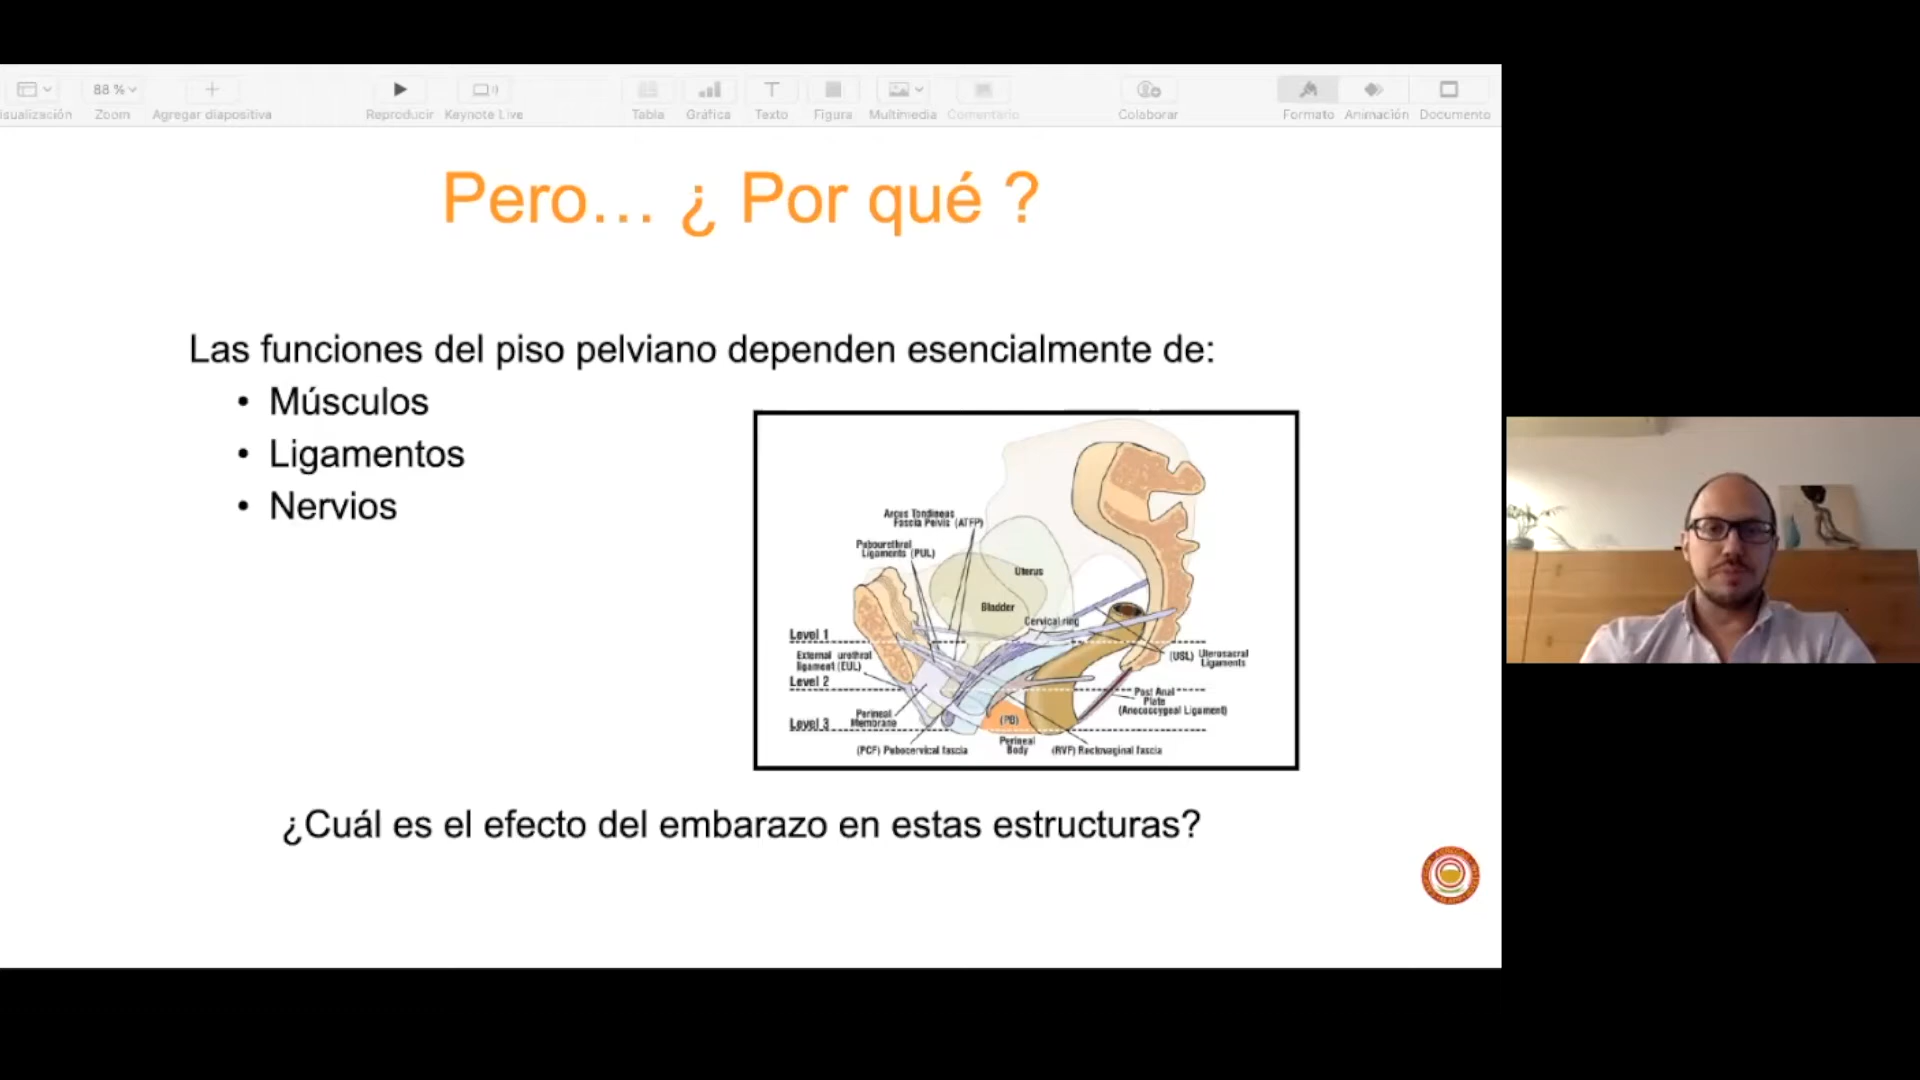 88 %
Zoom
Agregar diapositiva
Reproducir
Keynote Live
Tabla
Gráfica
Texto
Figura
Multimedia
Comentario
Colaborar
Formato
Animación
Documento
Pero… ¿ Por qué ?
Las funciones del piso pelviano dependen esencialmente de:
• Músculos
• Ligamentos
• Nervios
Arcus Tendineas
Fascia Pelvis (ATFP)
Pubourethral
Ligaments (PUL)
Uterus
Bladder
Cervical ring
Level 1
External urethral
ligament (EUL)
(USL) Uterosacral
Ligaments
Level 2
Post Anal
Plate
(Anococcygeal Ligament)
Perineal
Membrane
Level 3
(PB)
Perineal
Body
(PCF) Pubocervical fascia
(RVF) Rectovaginal fascia
¿Cuál es el efecto del embarazo en estas estructuras?